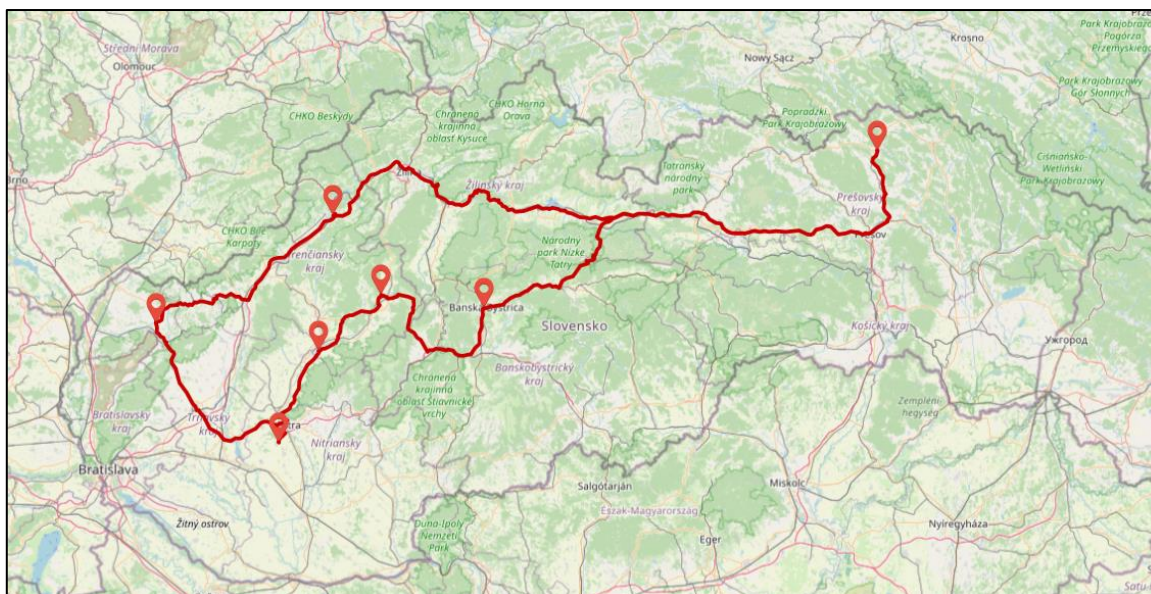 Park Krajobrazowy
Pogórza
Przemyskiego
Krosno
Střední Morava
Nowy Sącz
Olomouc
Park Krajobrazowy
Gór Słonnych
CHKO Horna
Orava
Popradzki
Park Krajobrazowy
CHKO Beskydy
Chránená
krajinná
oblasť Kysuce
Brno
Tatranský
národný
park
Ciśniańsko-
Wetliński
Park Krajobrazowy
Žilinský kraj
Prešovský
kraj
CHKO Bílé
Karpaty
Národný
park Nízke
Tatry
Trenčiansky
kraj
Banská Bystrica
Slovensko
Košický kraj
Ужгород
Banskobystrický
kraj
Chránená
krajinná
oblasť Štiavnické
vrchy
Zempléni-
hegység
Bratislavský
kraj
Trnavský
kraj
Nitriansky
kraj
Bratislava
Salgótarján
Miskolc
Žitný ostrov
Észak-Magyarország
Nyíregyháza
Duna-Ipoly
Nemzeti
Park
Eger